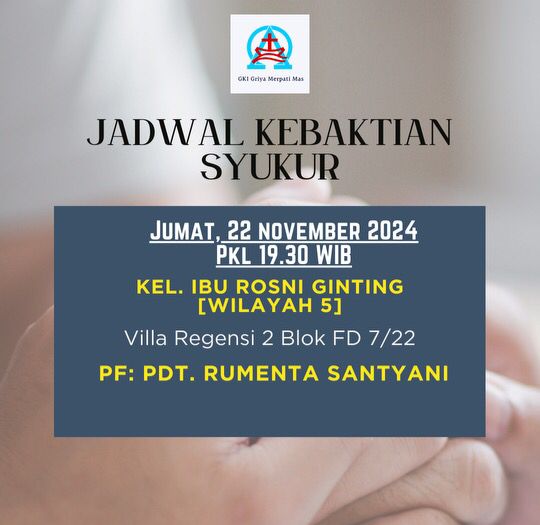 GKI Griya Merpati Mas
JADWAL KEBAKTIAN
SYUKUR
JUMAT, 22 NOVEMBER 2024
PKL 19.30 WIB
KEL. IBU ROSNI GINTING
[WILAYAH 5]
Villa Regensi 2 Blok FD 7/22
PF: PDT. RUMENTA SANTYANI